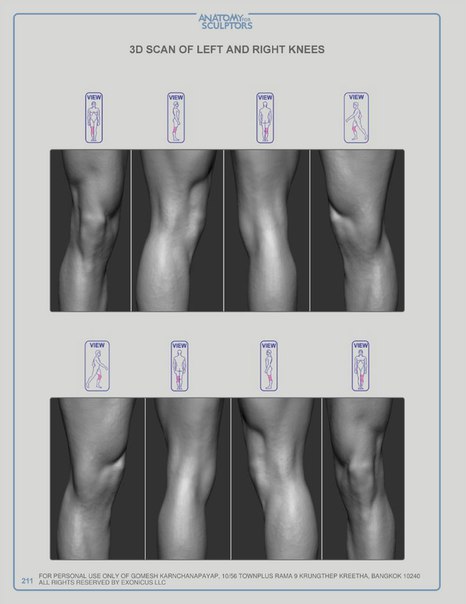 ANATOMY FOR
SCULPTORS
3D SCAN OF LEFT AND RIGHT KNEES
VIEW VIEW VIEW VIEW
VIEW VIEW VIEW VIEW
211 FOR PERSONAL USE ONLY OF GOMESH KARNCHANAPAYAP, 10/56 TOWNPLUS RAMA 9 KRUNGTHEP KREETHA, BANGKOK 10240
ALL RIGHTS RESERVED BY EXONICUS LLC